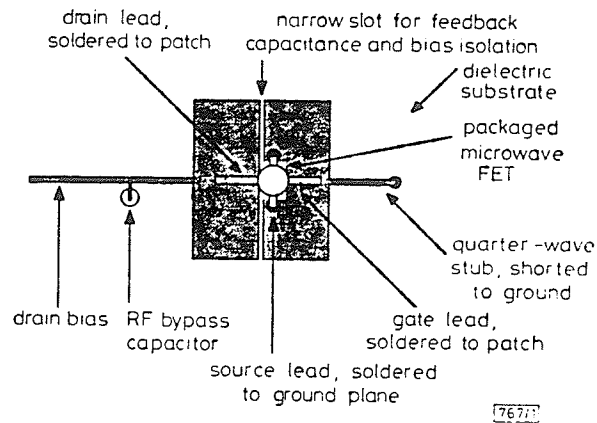 drain lead,
soldered to patch
narrow slot for feedback
capacitance and bias isolation
dielectric
substrate
packaged
microwave
FET
quarter-wave
stub, shorted
to ground
drain bias
RF bypass
capacitor
gate lead,
soldered to patch
source lead, soldered
to ground plane
767/1